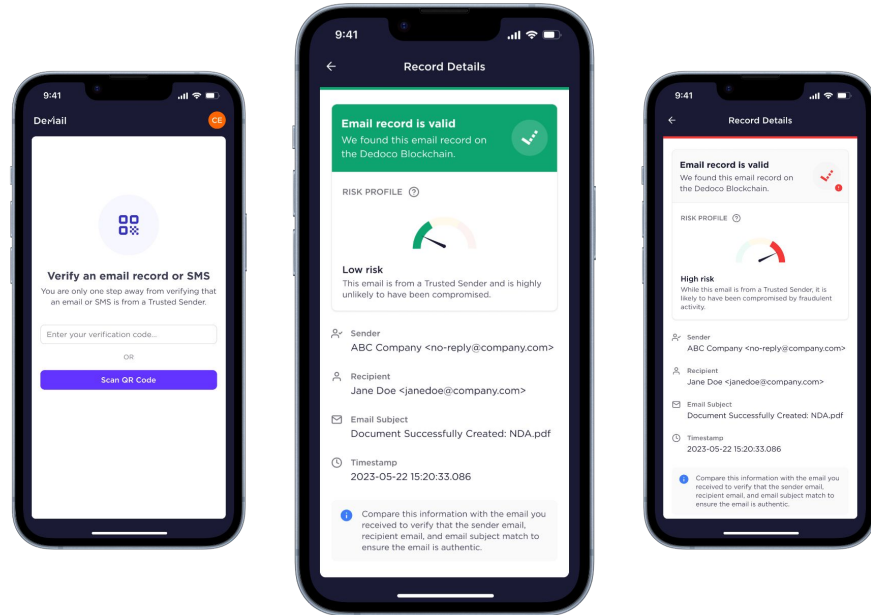 9:41
DeMail
CE
Verify an email record or SMS
You are only one step away from verifying that
an email or SMS is from a Trusted Sender.
Enter your verification code...
OR
Scan QR Code
9:41
Record Details
Email record is valid
We found this email record on
the Dedoco Blockchain.
RISK PROFILE
Low risk
This email is from a Trusted Sender and is highly
unlikely to have been compromised.
Sender
ABC Company <no-reply@company.com>
Recipient
Jane Doe <janedoe@company.com>
Email Subject
Document Successfully Created: NDA.pdf
Timestamp
2023-05-22 15:20:33.086
Compare this information with the email you
received to verify that the sender email,
recipient email, and email subject match to
ensure the email is authentic.
9:41
Record Details
Email record is valid
We found this email record on
the Dedoco Blockchain.
RISK PROFILE
High risk
While this email is from a Trusted Sender, it is
likely to have been compromised by fraudulent
activity.
Sender
ABC Company <no-reply@company.com>
Recipient
Jane Doe <janedoe@company.com>
Email Subject
Document Successfully Created: NDA.pdf
Timestamp
2023-05-22 15:20:33.086
Compare this information with the email you
received to verify that the sender email,
recipient email, and email subject match to
ensure the email is authentic.